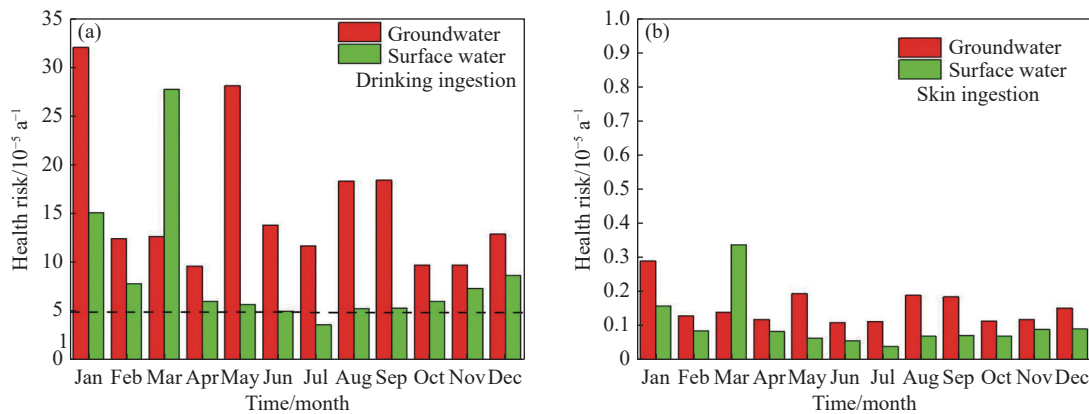 (a)
Groundwater
Surface water
Drinking ingestion
Health risk/10⁻⁵ a⁻¹
35
30
25
20
15
10
5
1
0
Jan Feb Mar Apr May Jun Jul Aug Sep Oct Nov Dec
Time/month
(b)
Groundwater
Surface water
Skin ingestion
Health risk/10⁻⁵ a⁻¹
1.0
0.9
0.8
0.7
0.6
0.5
0.4
0.3
0.2
0.1
0
Jan Feb Mar Apr May Jun Jul Aug Sep Oct Nov Dec
Time/month